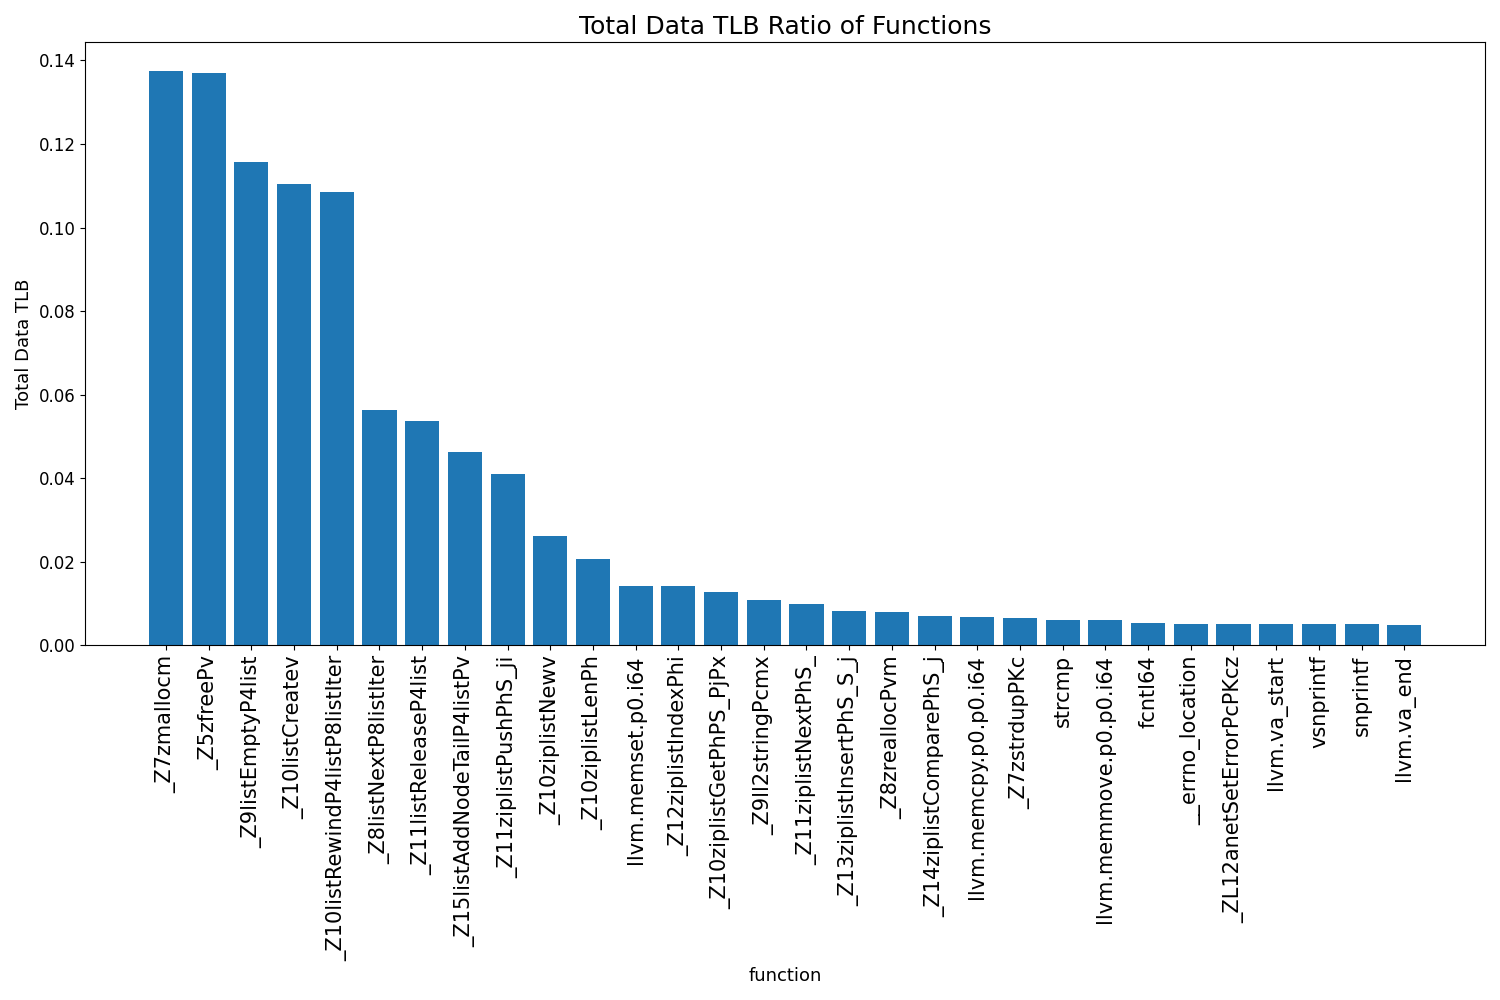 Total Data TLB Ratio of Functions
Total Data TLB
0.14
0.12
0.10
0.08
0.06
0.04
0.02
0.00
_Z7zmallocm
_Z5zfreePv
_Z9listEmptyP4list
_Z10listCreatev
_Z10listRewindP4listP8listIter
_Z8listNextP8listIter
_Z11listReleaseP4list
_Z15listAddNodeTailP4listPv
_Z11ziplistPushPhS_ji
_Z10ziplistNewv
_Z10ziplistLenPh
llvm.memset.p0.i64
_Z12ziplistIndexPhi
_Z10ziplistGetPhPS_PjPx
_Z9ll2stringPcmx
_Z11ziplistNextPhS_
_Z13ziplistInsertPhS_S_j
_Z8zreallocPvm
_Z14ziplistComparePhS_j
llvm.memcpy.p0.p0.i64
_Z7zstrdupPKc
strcmp
llvm.memmove.p0.p0.i64
fcntl64
__errno_location
_ZL12anetSetErrorPcPKcz
llvm.va_start
vsnprintf
snprintf
llvm.va_end
function